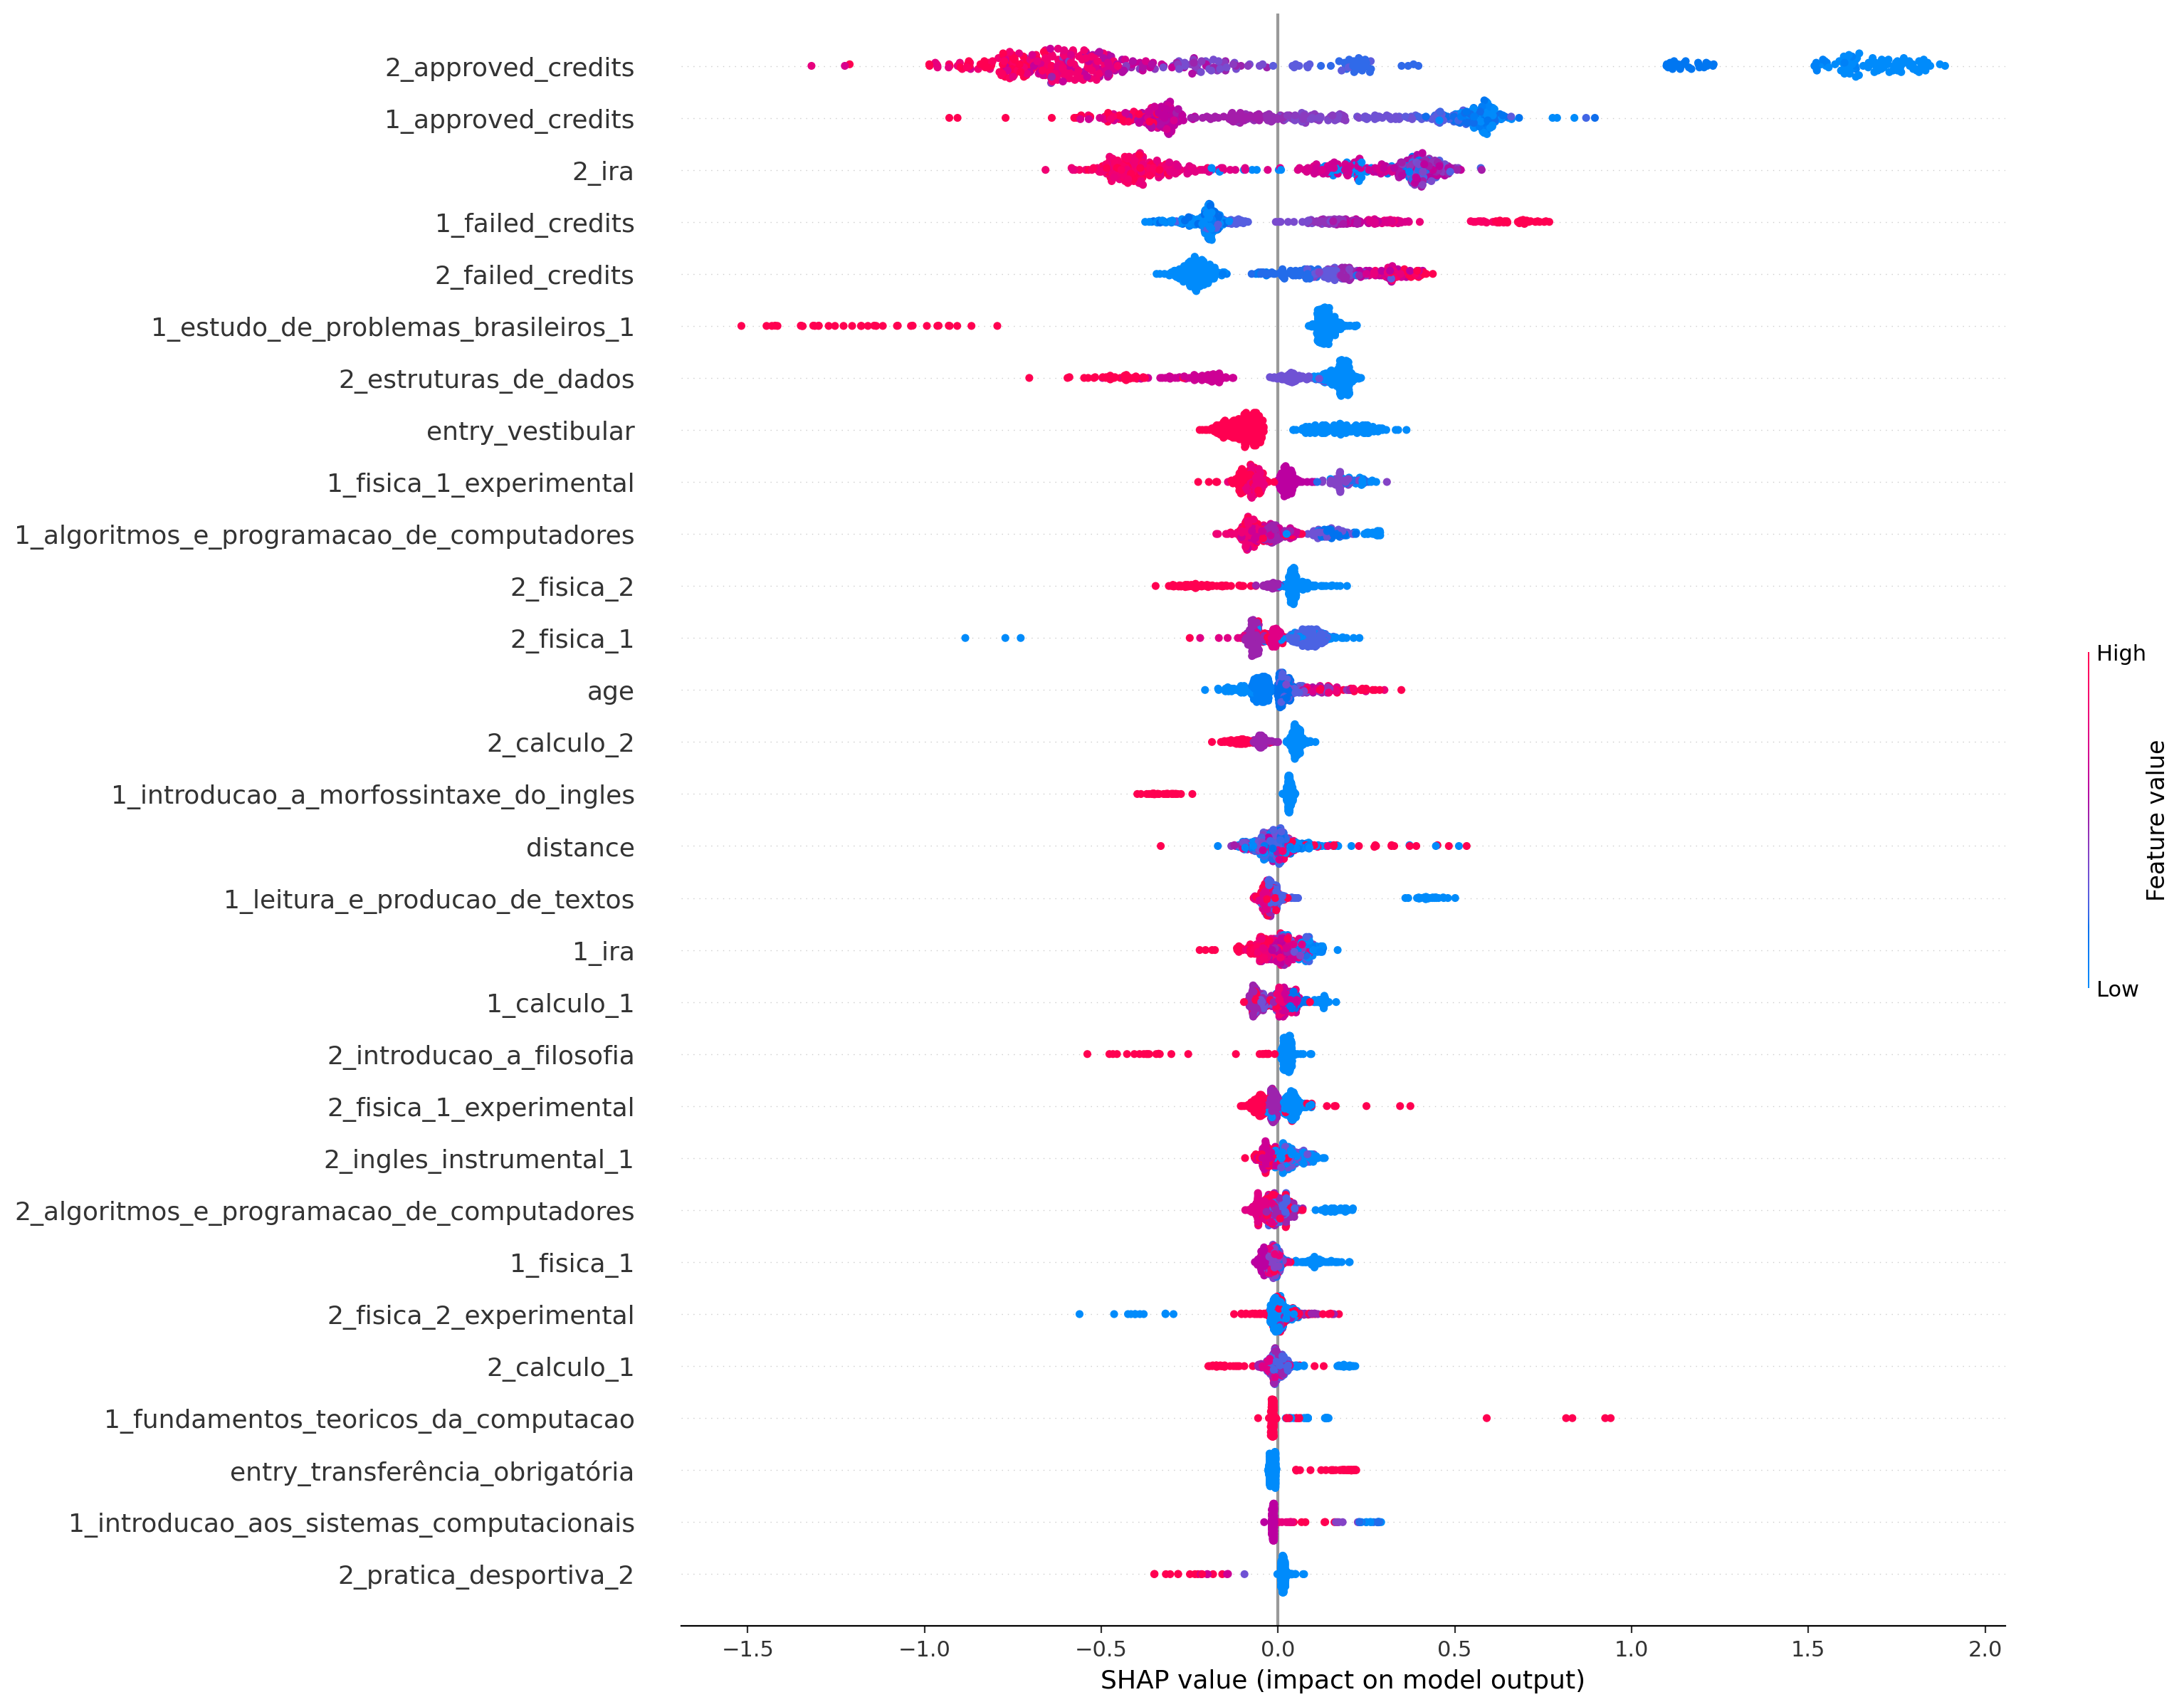 2_approved_credits
1_approved_credits
2_ira
1_failed_credits
2_failed_credits
1_estudo_de_problemas_brasileiros_1
2_estruturas_de_dados
entry_vestibular
1_fisica_1_experimental
1_algoritmos_e_programacao_de_computadores
2_fisica_2
2_fisica_1
age
2_calculo_2
1_introducao_a_morfossintaxe_do_ingles
distance
1_leitura_e_producao_de_textos
1_ira
1_calculo_1
2_introducao_a_filosofia
2_fisica_1_experimental
2_ingles_instrumental_1
2_algoritmos_e_programacao_de_computadores
1_fisica_1
2_fisica_2_experimental
2_calculo_1
1_fundamentos_teoricos_da_computacao
entry_transferência_obrigatória
1_introducao_aos_sistemas_computacionais
2_pratica_desportiva_2
−1.5 −1.0 −0.5 0.0 0.5 1.0 1.5 2.0
SHAP value (impact on model output)
High
Feature value
Low